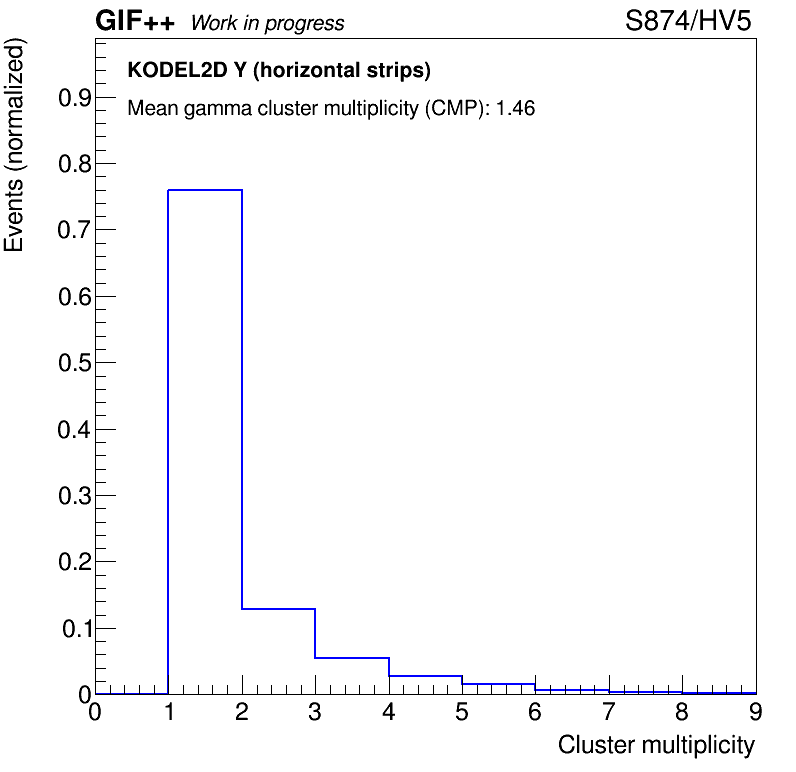 GIF++ Work in progress S874/HV5
KODEL2D Y (horizontal strips)
Mean gamma cluster multiplicity (CMP): 1.46
Events (normalized)
0.9
0.8
0.7
0.6
0.5
0.4
0.3
0.2
0.1
0
0 1 2 3 4 5 6 7 8 9
Cluster multiplicity